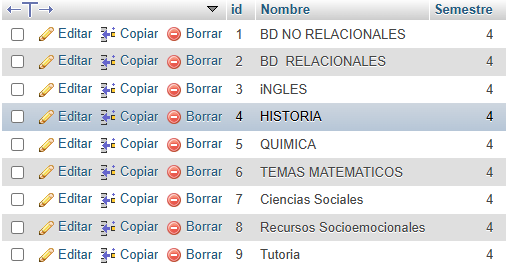 id Nombre Semestre
Editar Copiar Borrar 1 BD NO RELACIONALES 4
Editar Copiar Borrar 2 BD  RELACIONALES 4
Editar Copiar Borrar 3 iNGLES 4
Editar Copiar Borrar 4 HISTORIA 4
Editar Copiar Borrar 5 QUIMICA 4
Editar Copiar Borrar 6 TEMAS MATEMATICOS 4
Editar Copiar Borrar 7 Ciencias Sociales 4
Editar Copiar Borrar 8 Recursos Socioemocionales 4
Editar Copiar Borrar 9 Tutoria 4